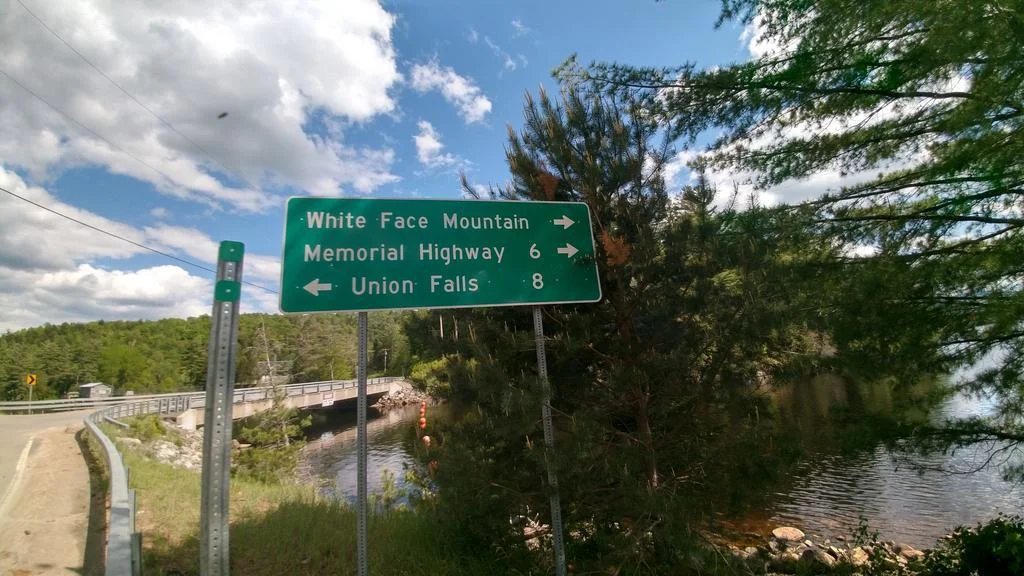 White Face Mountain →
Memorial Highway 6 →
← Union Falls 8